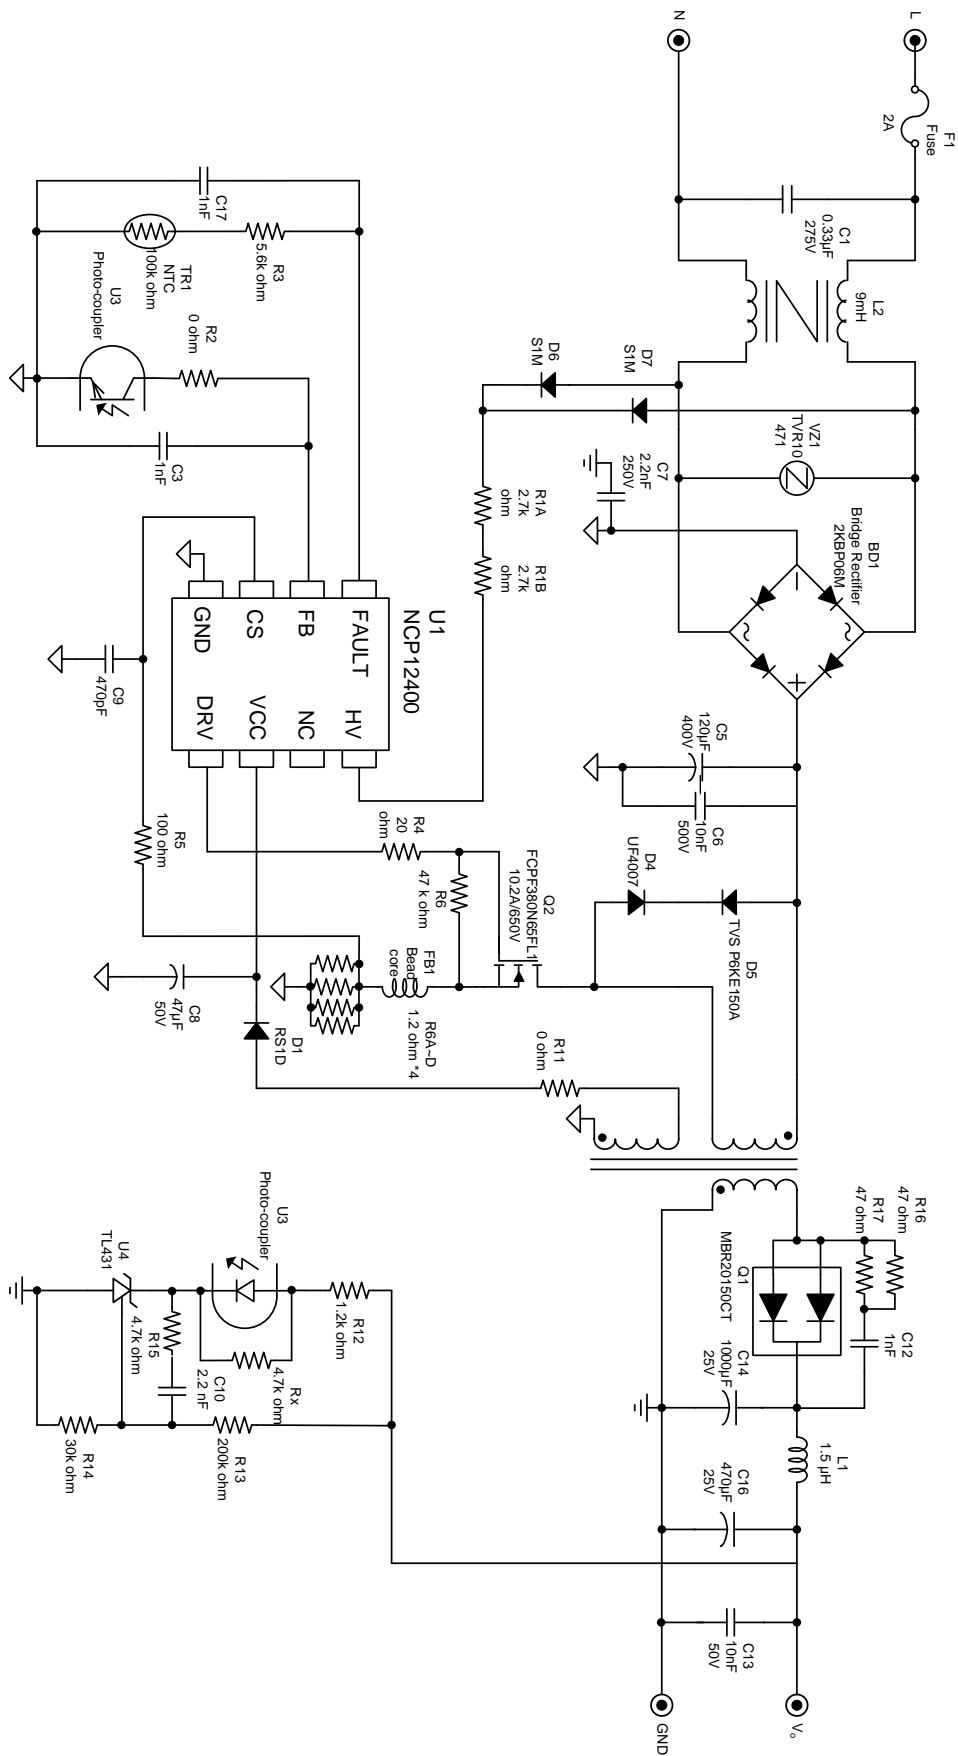 L
N
F1
Fuse
2A
C1
0.33µF
275V
L2
9mH
D7
S1M
D6
S1M
VZ1
TVR10
471
C7
2.2nF
250V
BD1
Bridge Rectifier
2KBP06M
R1A
2.7k
ohm
R1B
2.7k
ohm
C5
120µF
400V
C6
10nF
500V
D4
UF4007
D5
TVS P6KE150A
Q2
FCPF380N65FL1
10.2A/650V
R4
20
ohm
R6
47 k ohm
FB1
Bead
core
R6A~D
1.2 ohm *4
R11
0 ohm
R16
47 ohm
R17
47 ohm
C12
1nF
Q1
MBR20150CT
C14
1000µF
25V
L1
1.5 µH
C16
470µF
25V
C13
10nF
50V
Vo
GND
C17
1nF
R3
5.6k ohm
TR1
NTC
100k ohm
U3
Photo-coupler
R2
0 ohm
C3
1nF
U1
NCP12400
FAULT
FB
CS
GND
HV
NC
VCC
DRV
C9
470pF
R5
100 ohm
C8
47µF
50V
D1
RS1D
U3
Photo-coupler
R12
1.2k ohm
Rx
4.7k ohm
U4
TL431
R15
4.7k ohm
C10
2.2 nF
R13
200k ohm
R14
30k ohm